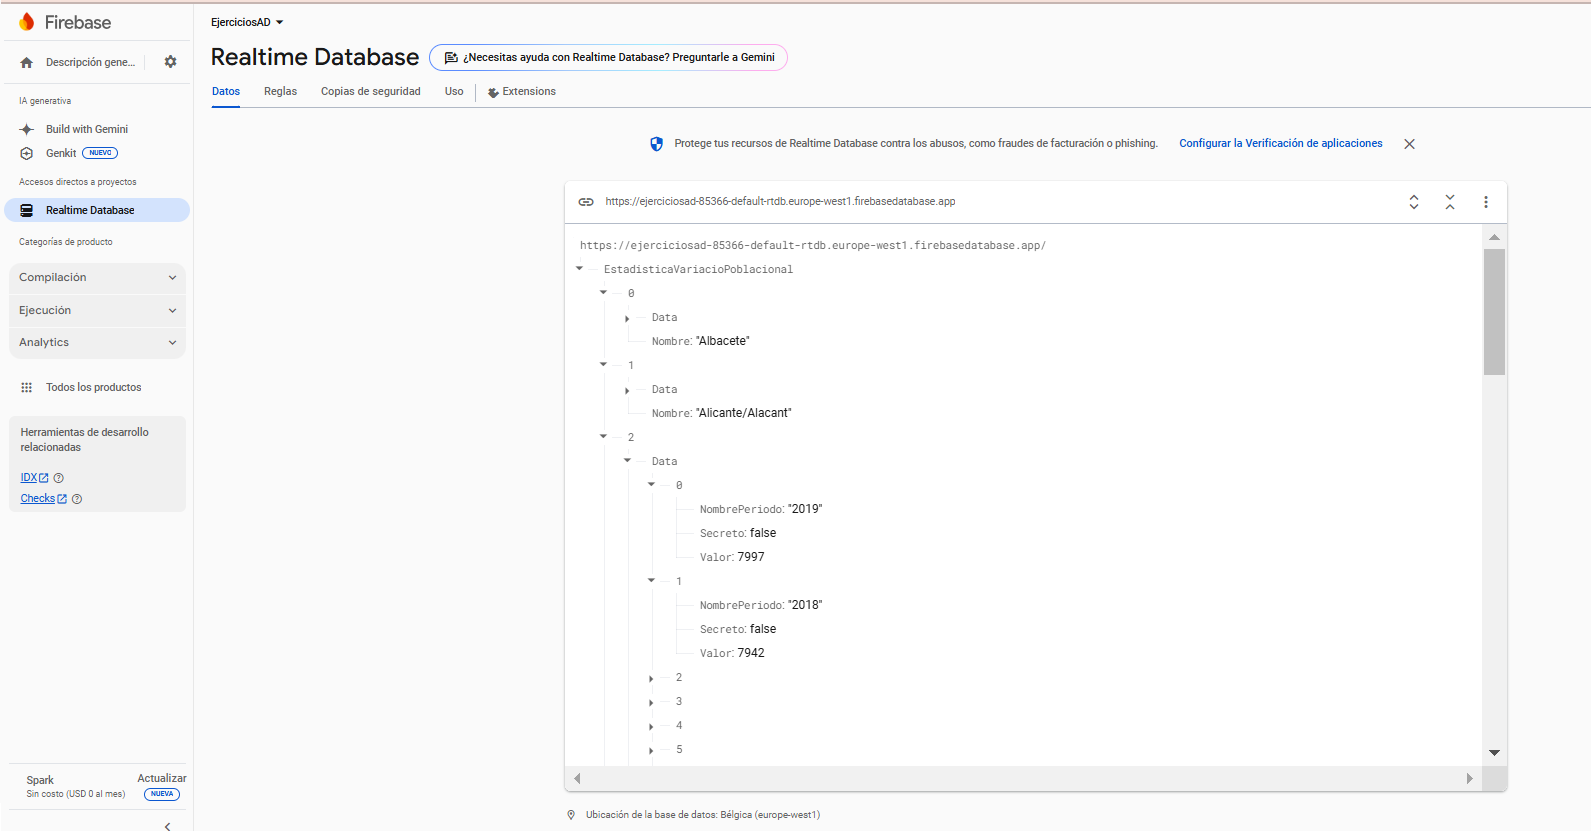 Firebase
Descripción gene...
IA generativa
Build with Gemini
Genkit NUEVO
Accesos directos a proyectos
Realtime Database
Categorías de producto
Compilación
Ejecución
Analytics
Todos los productos
Herramientas de desarrollo
relacionadas
IDX
Checks
Spark
Sin costo (USD 0 al mes)
Actualizar
NUEVA
EjerciciosAD
Realtime Database
¿Necesitas ayuda con Realtime Database? Preguntarle a Gemini
Datos Reglas Copias de seguridad Uso Extensions
Protege tus recursos de Realtime Database contra los abusos, como fraudes de facturación o phishing. Configurar la Verificación de aplicaciones
https://ejerciciosad-85366-default-rtdb.europe-west1.firebasedatabase.app
https://ejerciciosad-85366-default-rtdb.europe-west1.firebasedatabase.app/
EstadisticaVariacioPoblacional
0
Data
Nombre: "Albacete"
1
Data
Nombre: "Alicante/Alacant"
2
Data
0
NombrePeriodo: "2019"
Secreto: false
Valor: 7997
1
NombrePeriodo: "2018"
Secreto: false
Valor: 7942
2
3
4
5
Ubicación de la base de datos: Bélgica (europe-west1)